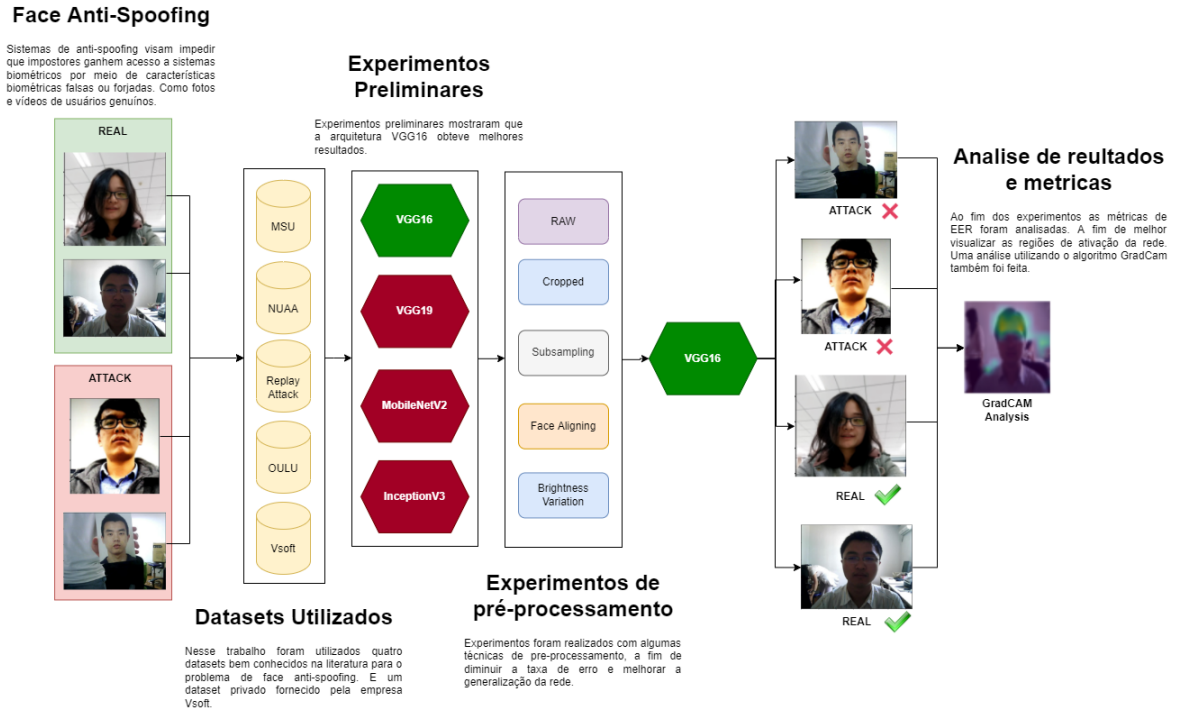 Face Anti-Spoofing
Sistemas de anti-spoofing visam impedir
que impostores ganhem acesso a sistemas
biométricos por meio de características
biométricas falsas ou forjadas. Como fotos
e vídeos de usuários genuínos.
REAL
ATTACK
MSU
NUAA
Replay
Attack
OULU
Vsoft
Datasets Utilizados
Nesse trabalho foram utilizados quatro
datasets bem conhecidos na literatura para o
problema de face anti-spoofing. E um
dataset privado fornecido pela empresa
Vsoft.
Experimentos
Preliminares
Experimentos preliminares mostraram que
a arquitetura VGG16 obteve melhores
resultados.
VGG16
VGG19
MobileNetV2
InceptionV3
RAW
Cropped
Subsampling
Face Aligning
Brightness
Variation
Experimentos de
pré-processamento
Experimentos foram realizados com algumas
técnicas de pre-processamento, a fim de
diminuir a taxa de erro e melhorar a
generalização da rede.
VGG16
ATTACK
ATTACK
REAL
REAL
Analise de reultados
e metricas
Ao fim dos experimentos as métricas de
EER foram analisadas. A fim de melhor
visualizar as regiões de ativação da rede.
Uma análise utilizando o algoritmo GradCam
também foi feita.
GradCAM
Analysis